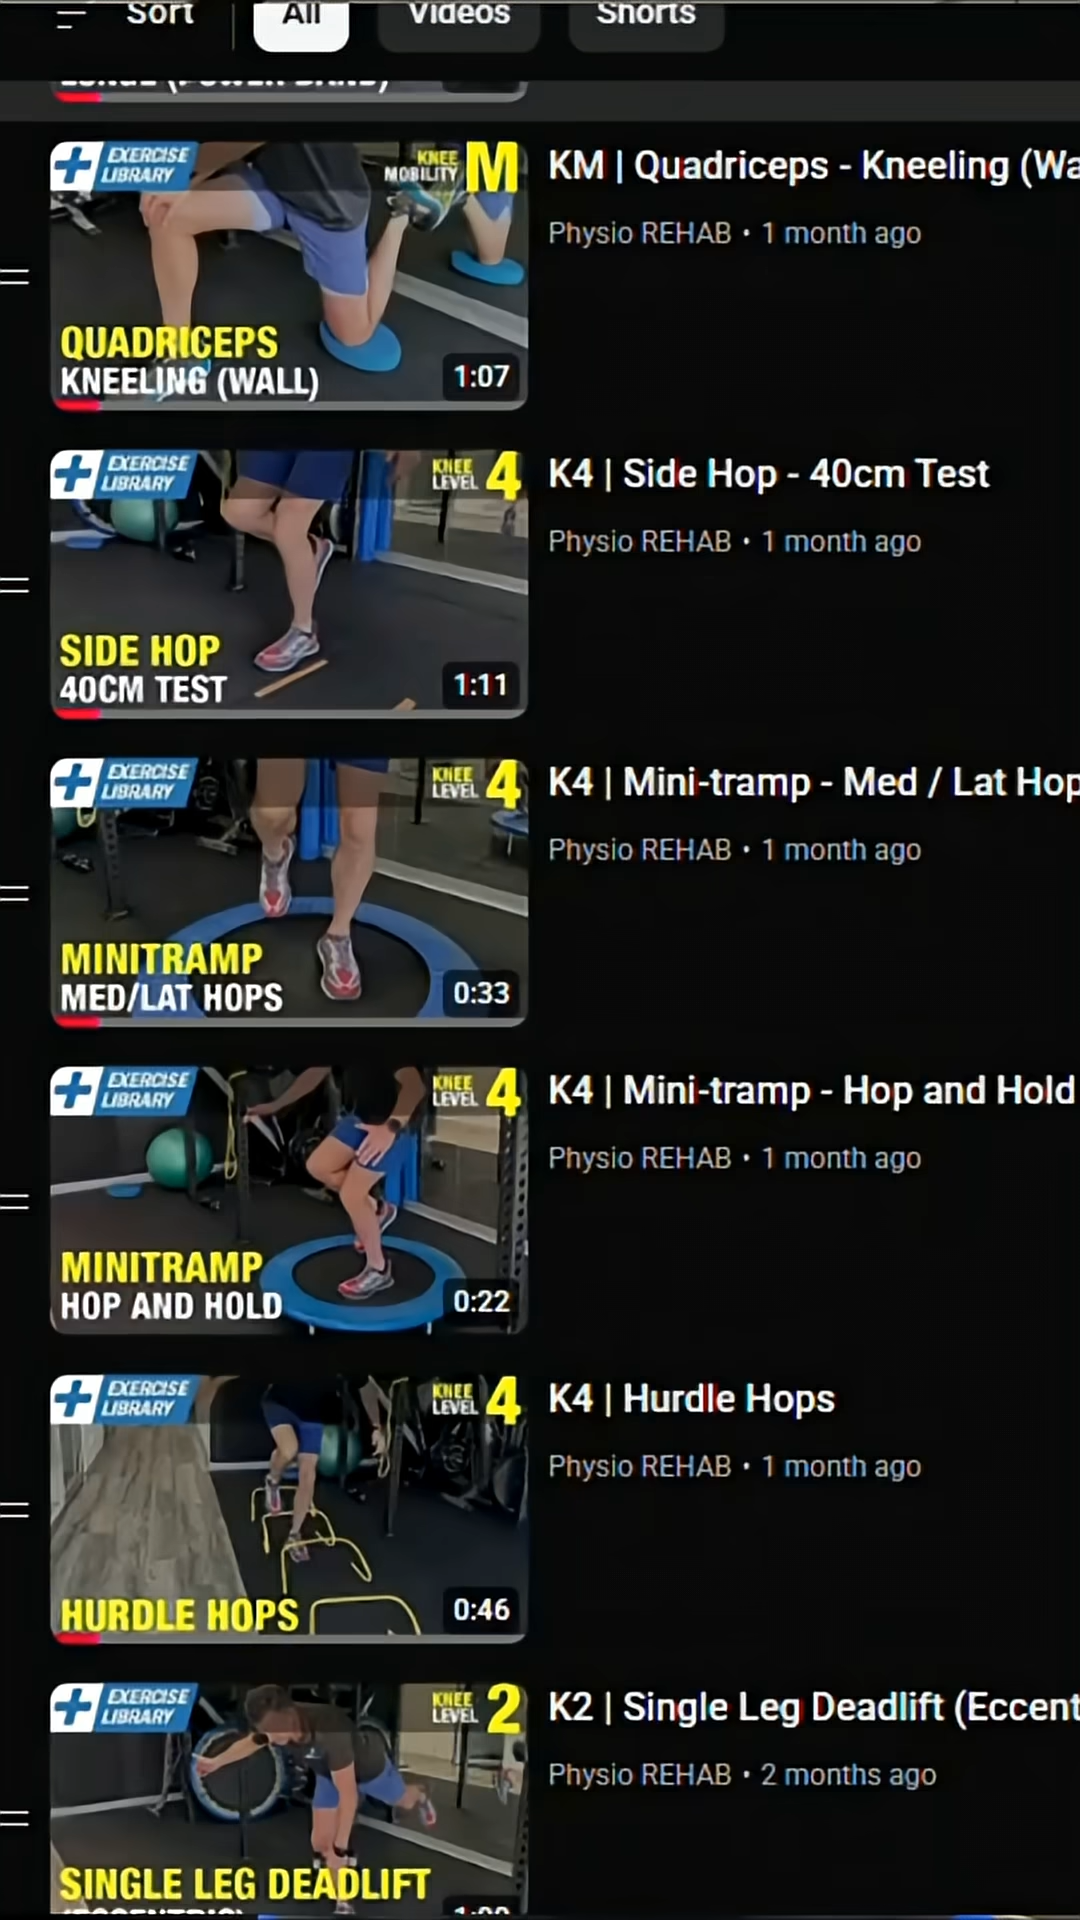 Sort
All
Videos
Shorts
LUNGE (POWER BAND)
EXERCISE
LIBRARY
KNEE
MOBILITY M
QUADRICEPS
KNEELING (WALL)
1:07
KM | Quadriceps - Kneeling (Wa
Physio REHAB • 1 month ago
EXERCISE
LIBRARY
KNEE
LEVEL 4
SIDE HOP
40CM TEST
1:11
K4 | Side Hop - 40cm Test
Physio REHAB • 1 month ago
EXERCISE
LIBRARY
KNEE
LEVEL 4
MINITRAMP
MED/LAT HOPS
0:33
K4 | Mini-tramp - Med / Lat Hop
Physio REHAB • 1 month ago
EXERCISE
LIBRARY
KNEE
LEVEL 4
MINITRAMP
HOP AND HOLD
0:22
K4 | Mini-tramp - Hop and Hold
Physio REHAB • 1 month ago
EXERCISE
LIBRARY
KNEE
LEVEL 4
HURDLE HOPS
0:46
K4 | Hurdle Hops
Physio REHAB • 1 month ago
EXERCISE
LIBRARY
KNEE
LEVEL 2
SINGLE LEG DEADLIFT
(ECCENTRIC)
K2 | Single Leg Deadlift (Eccent
Physio REHAB • 2 months ago